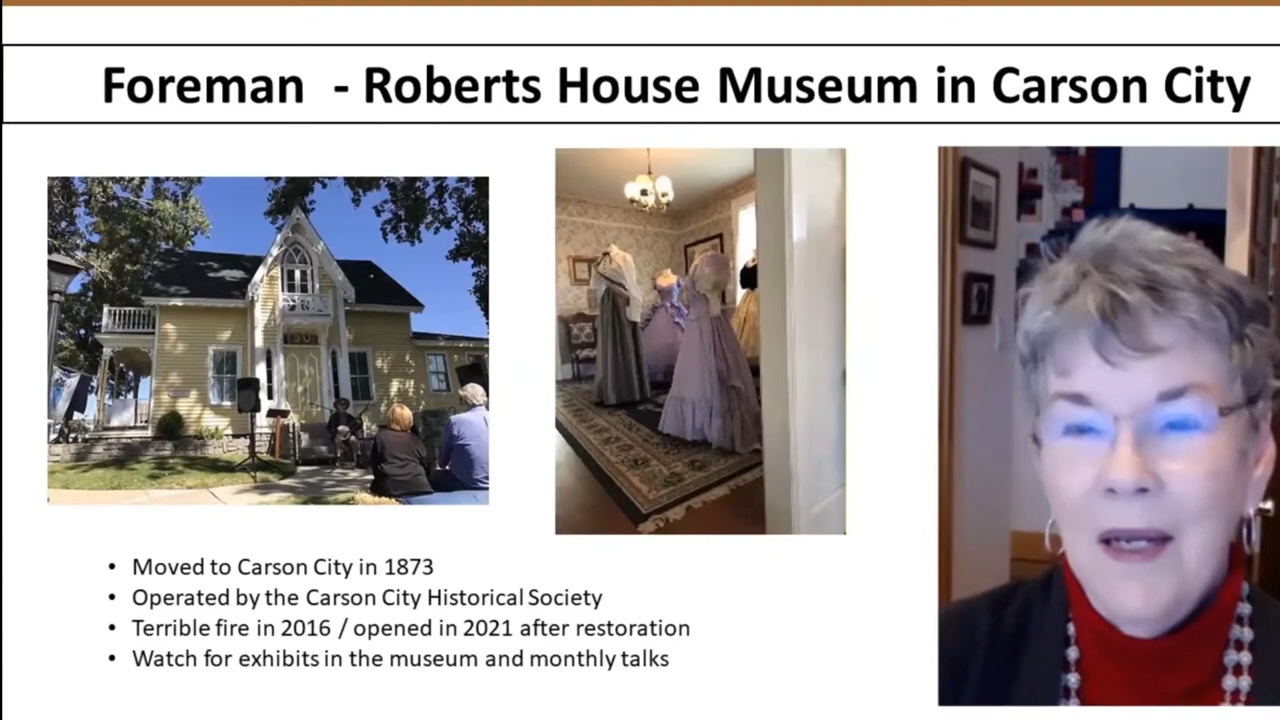 Foreman - Roberts House Museum in Carson City
• Moved to Carson City in 1873
• Operated by the Carson City Historical Society
• Terrible fire in 2016 / opened in 2021 after restoration
• Watch for exhibits in the museum and monthly talks